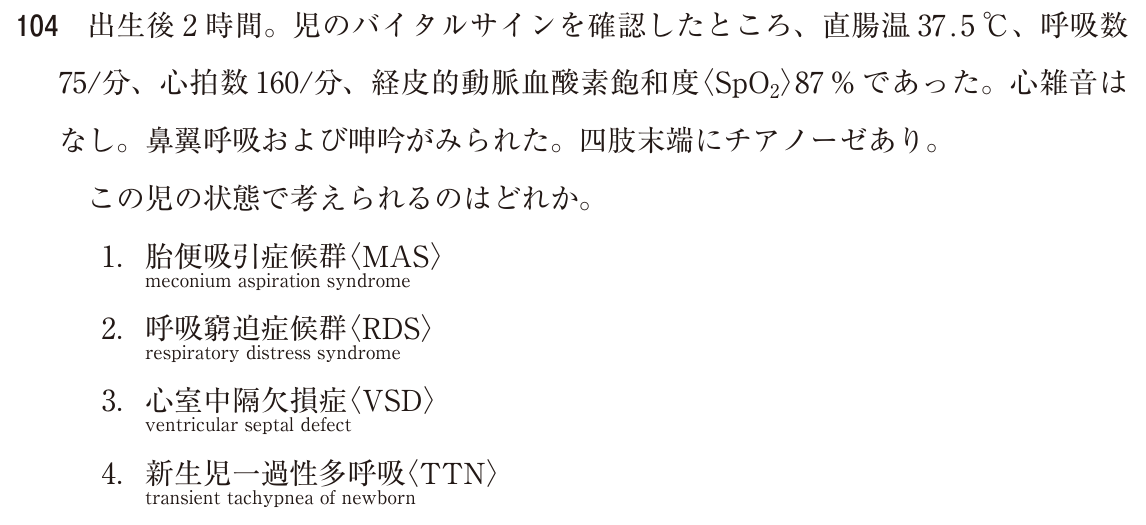 104 出生後2時間。児のバイタルサインを確認したところ、直腸温37.5℃、呼吸数
75/分、心拍数160/分、経皮的動脈血酸素飽和度〈SpO₂〉87%であった。心雑音は
なし。鼻翼呼吸および呻吟がみられた。四肢末端にチアノーゼあり。
この児の状態で考えられるのはどれか。
1. 胎便吸引症候群〈MAS〉
meconium aspiration syndrome
2. 呼吸窮迫症候群〈RDS〉
respiratory distress syndrome
3. 心室中隔欠損症〈VSD〉
ventricular septal defect
4. 新生児一過性多呼吸〈TTN〉
transient tachypnea of newborn